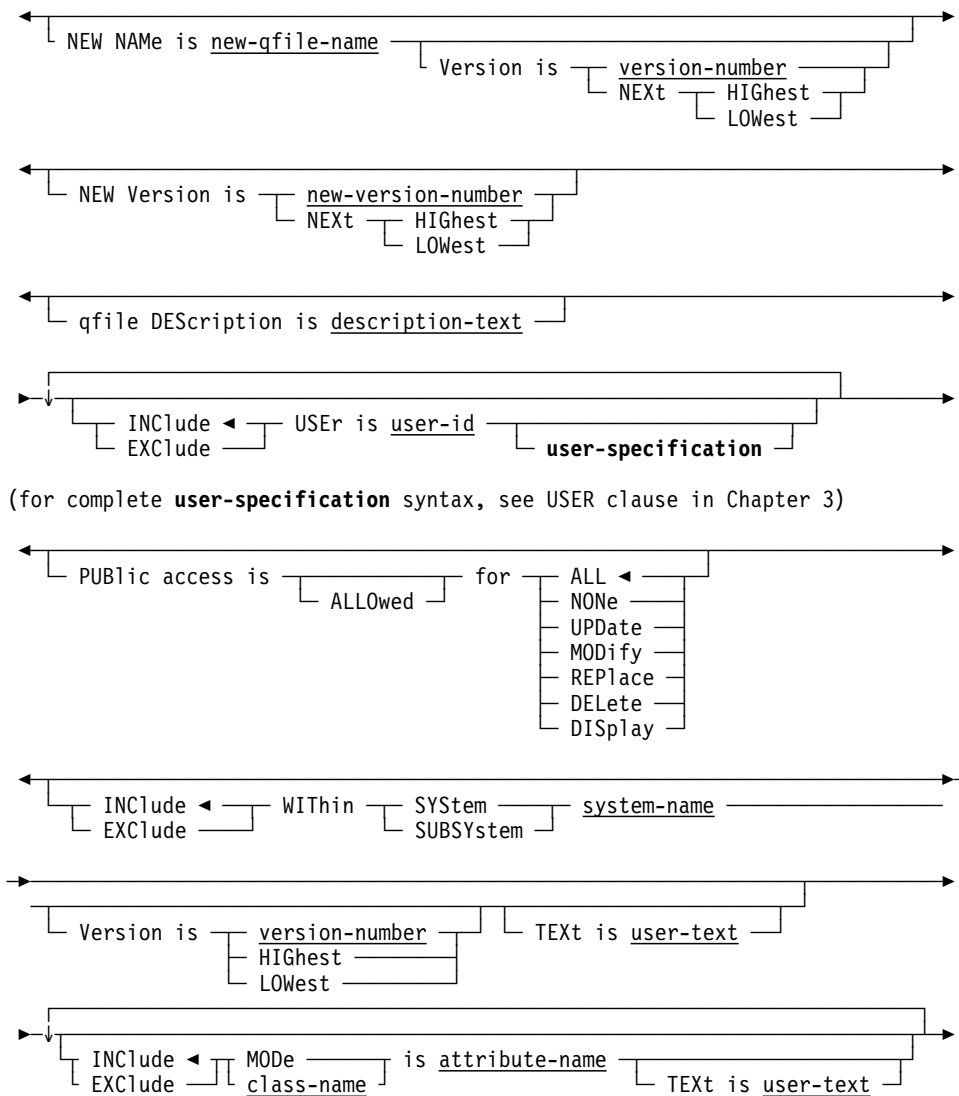 NEW NAMe is new-qfile-name
Version is version-number
NEXt HIGhest
LOWest
NEW Version is new-version-number
NEXt HIGhest
LOWest
qfile DEScription is description-text
INClude ◄ USEr is user-id
EXClude user-specification
(for complete user-specification syntax, see USER clause in Chapter 3)
PUBlic access is for ALL ◄
ALLOwed NONe
UPDate
MODify
REPlace
DELete
DISplay
INClude ◄ WIThin SYStem system-name
EXClude SUBSYstem
Version is version-number TEXt is user-text
HIGhest
LOWest
INClude ◄ MODe is attribute-name
EXClude class-name TEXt is user-text